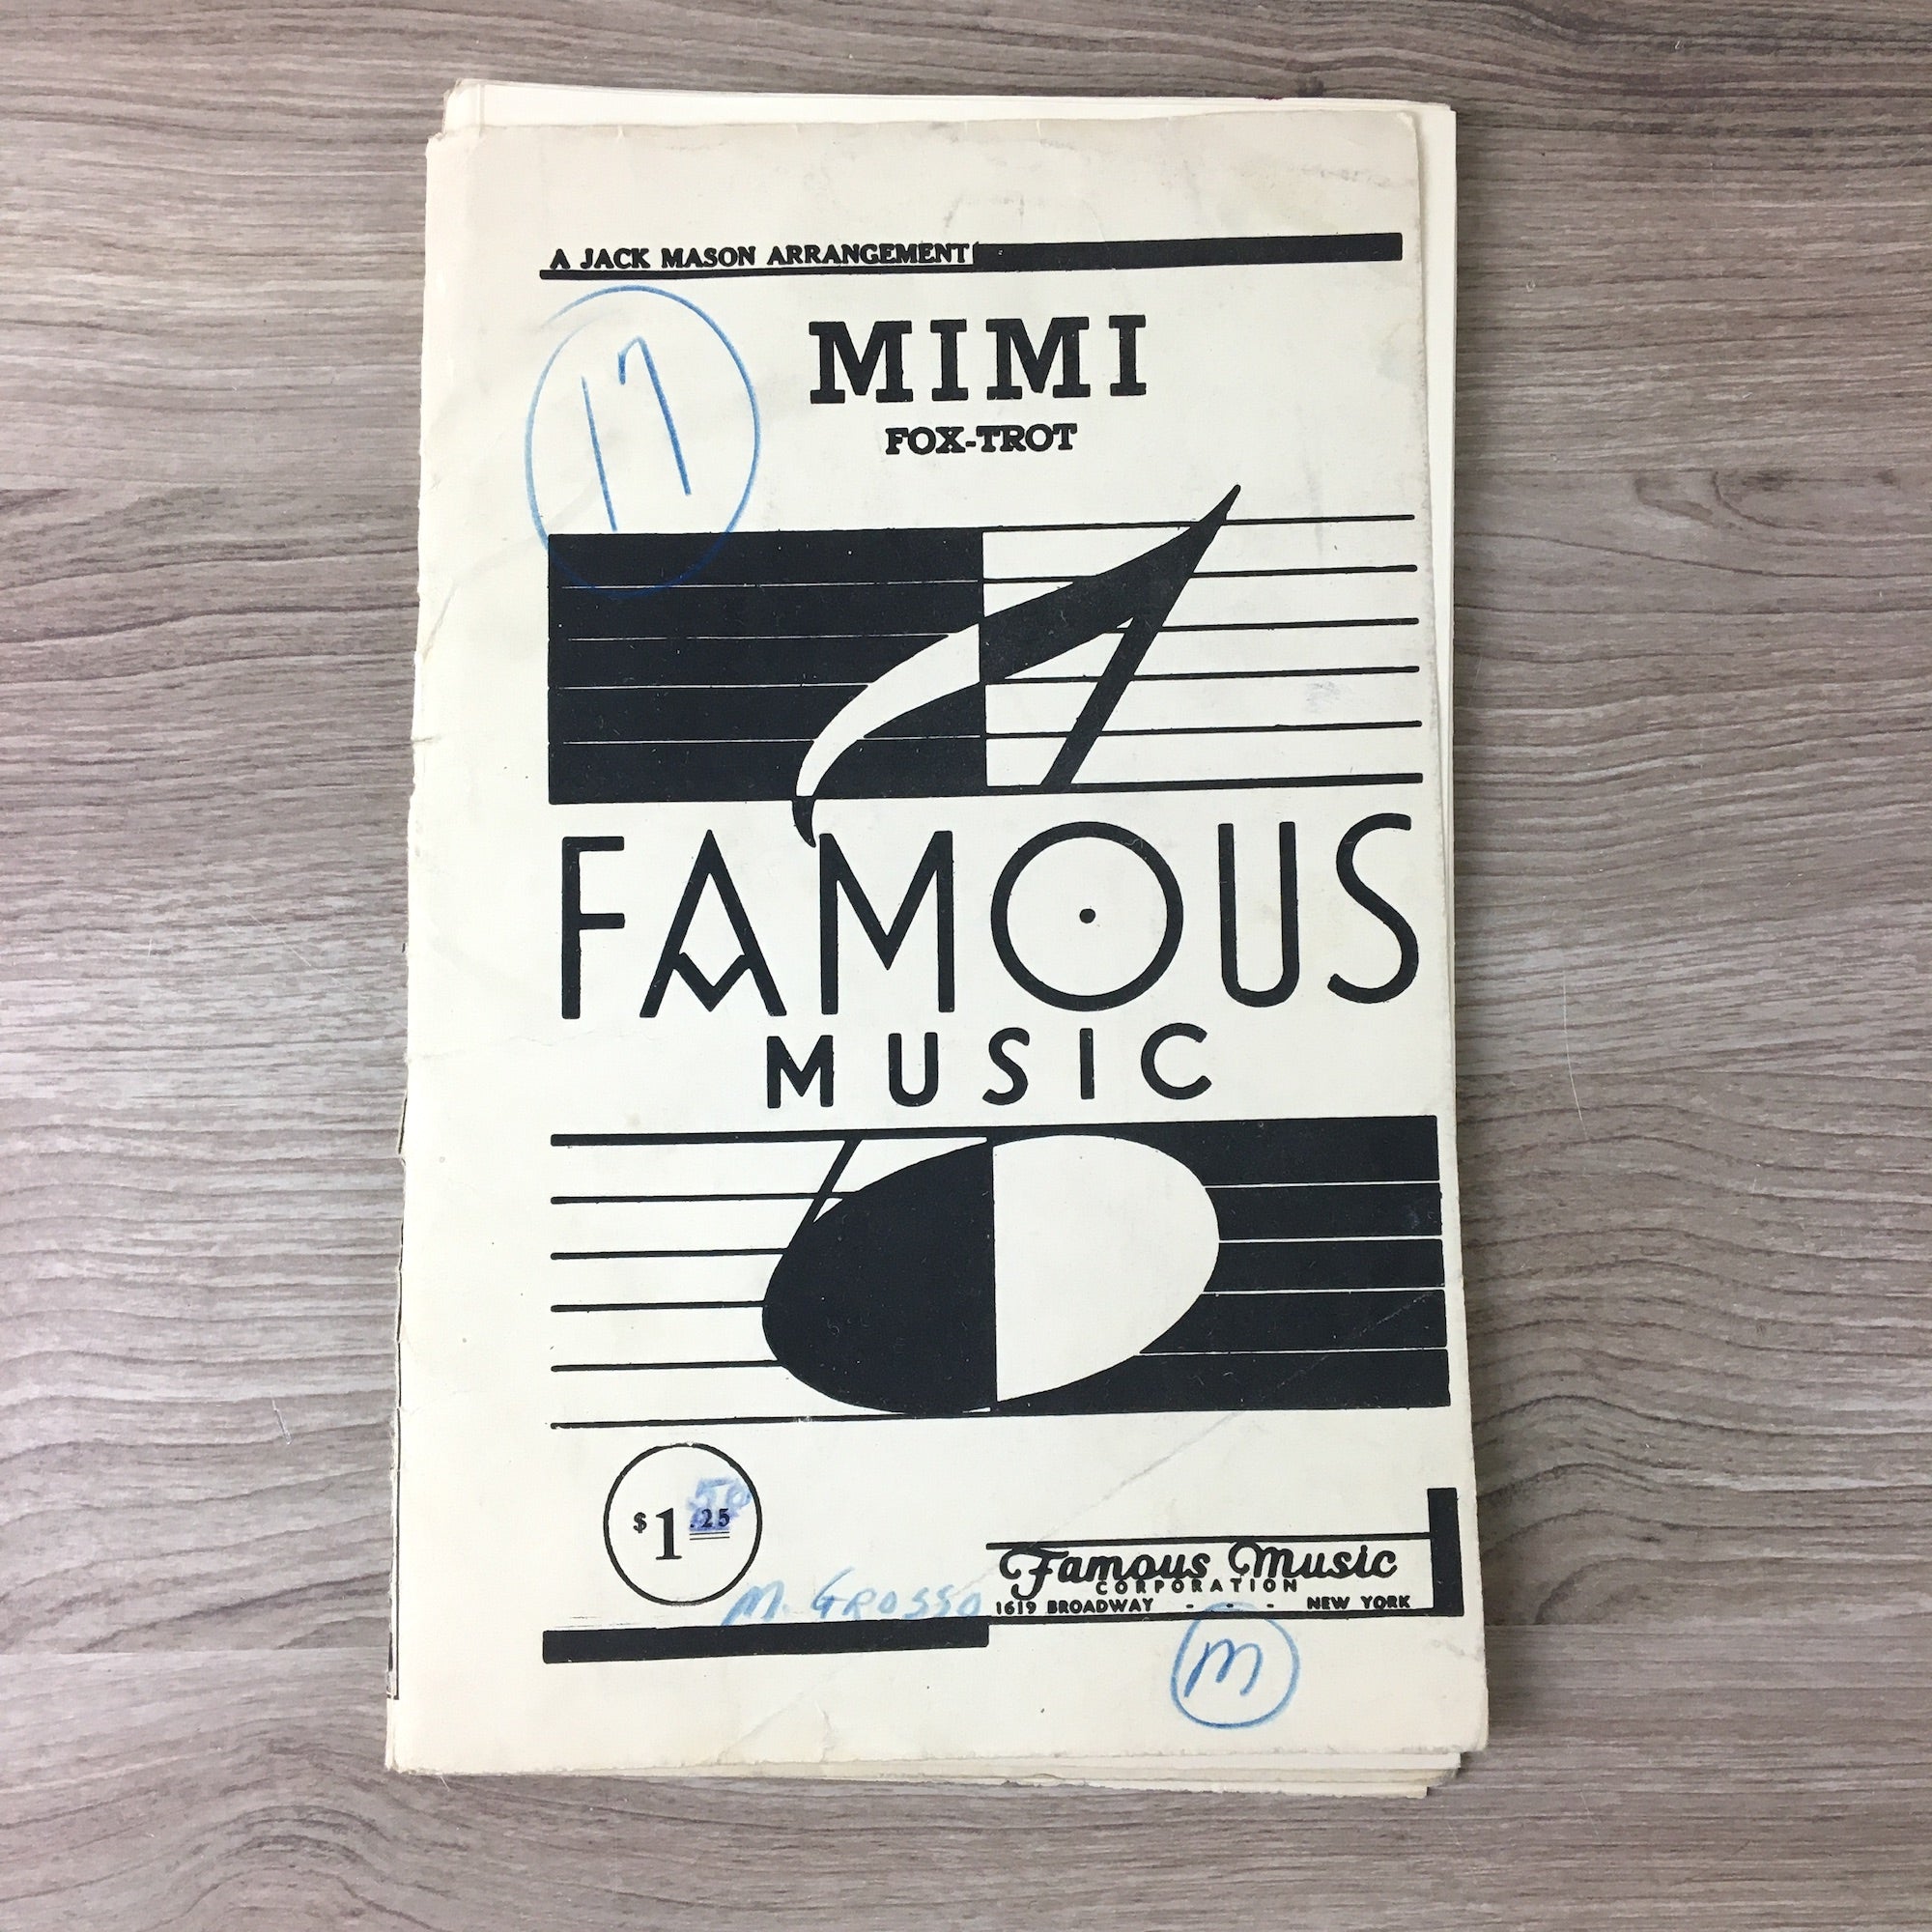 A JACK MASON ARRANGEMENT
17
MIMI
FOX-TROT
FAMOUS
MUSIC
$1.25
50
M. GROSSO
Famous Music
CORPORATION
1619 BROADWAY - - - NEW YORK
M